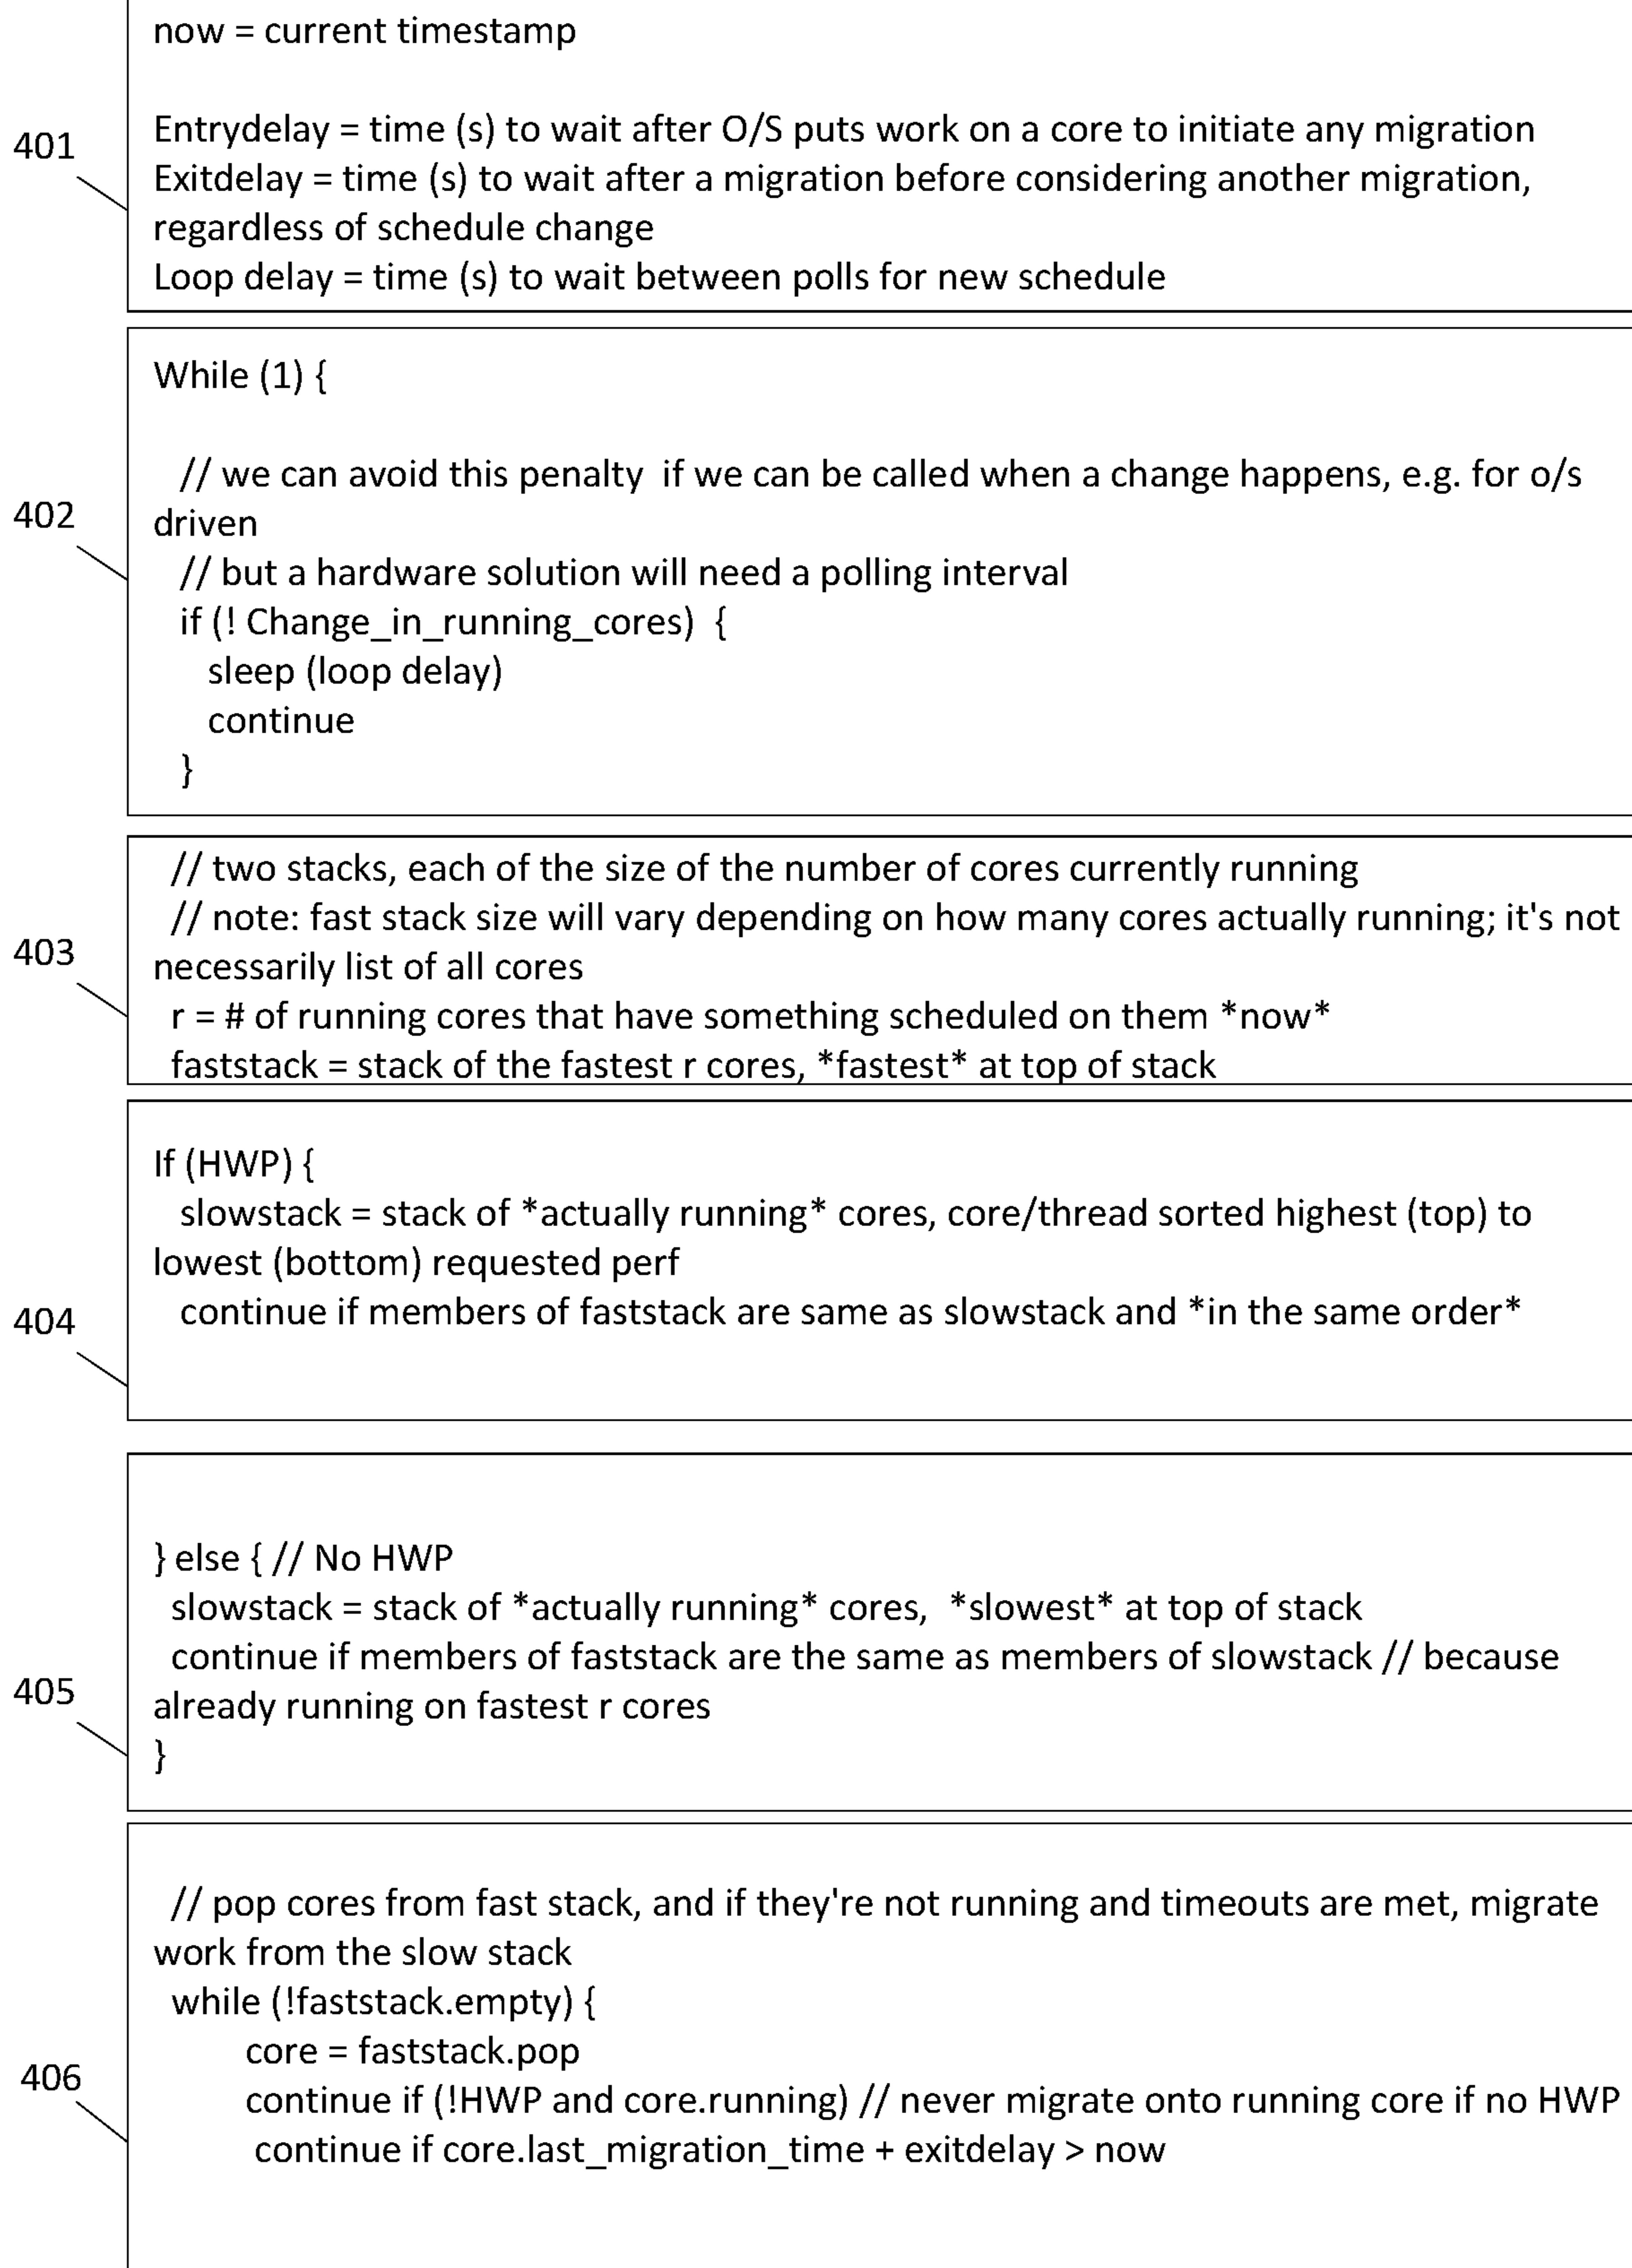 now = current timestamp
Entrydelay = time (s) to wait after O/S puts work on a core to initiate any migration
401
Exitdelay = time (s) to wait after a migration before considering another migration,
regardless of schedule change
Loop delay = time (s) to wait between polls for new schedule
While (1) {
// we can avoid this penalty  if we can be called when a change happens, e.g. for o/s
402
driven
// but a hardware solution will need a polling interval
if (! Change_in_running_cores)  {
sleep (loop delay)
continue
}
// two stacks, each of the size of the number of cores currently running
// note: fast stack size will vary depending on how many cores actually running; it's not
403
necessarily list of all cores
r = # of running cores that have something scheduled on them *now*
faststack = stack of the fastest r cores, *fastest* at top of stack
If (HWP) {
slowstack = stack of *actually running* cores, core/thread sorted highest (top) to
lowest (bottom) requested perf
continue if members of faststack are same as slowstack and *in the same order*
404
} else { // No HWP
slowstack = stack of *actually running* cores,  *slowest* at top of stack
continue if members of faststack are the same as members of slowstack // because
405
already running on fastest r cores
}
// pop cores from fast stack, and if they're not running and timeouts are met, migrate
work from the slow stack
while (!faststack.empty) {
core = faststack.pop
406
continue if (!HWP and core.running) // never migrate onto running core if no HWP
continue if core.last_migration_time + exitdelay > now